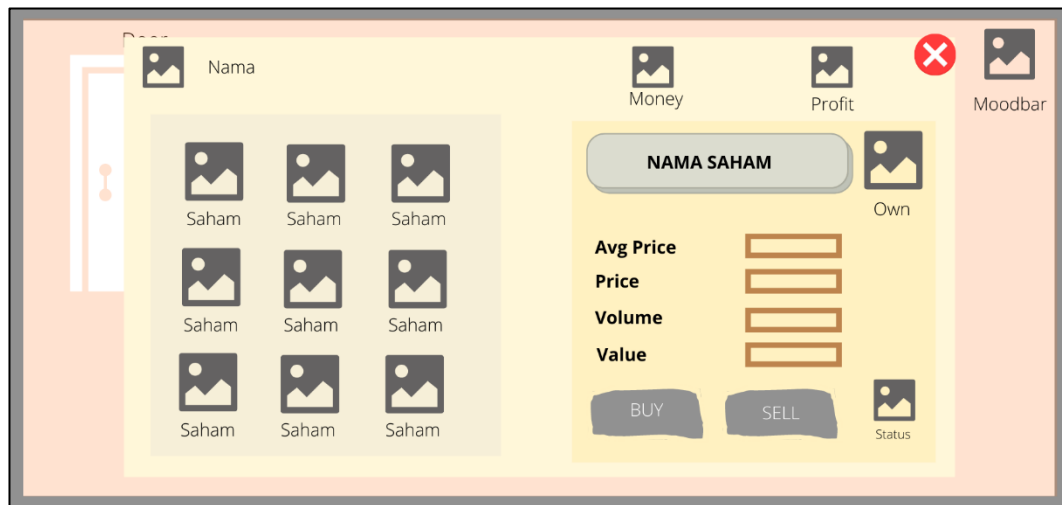 Nama
Money
Profit
Moodbar
NAMA SAHAM
Own
Saham
Saham
Saham
Saham
Saham
Saham
Saham
Saham
Saham
Avg Price
Price
Volume
Value
BUY
SELL
Status